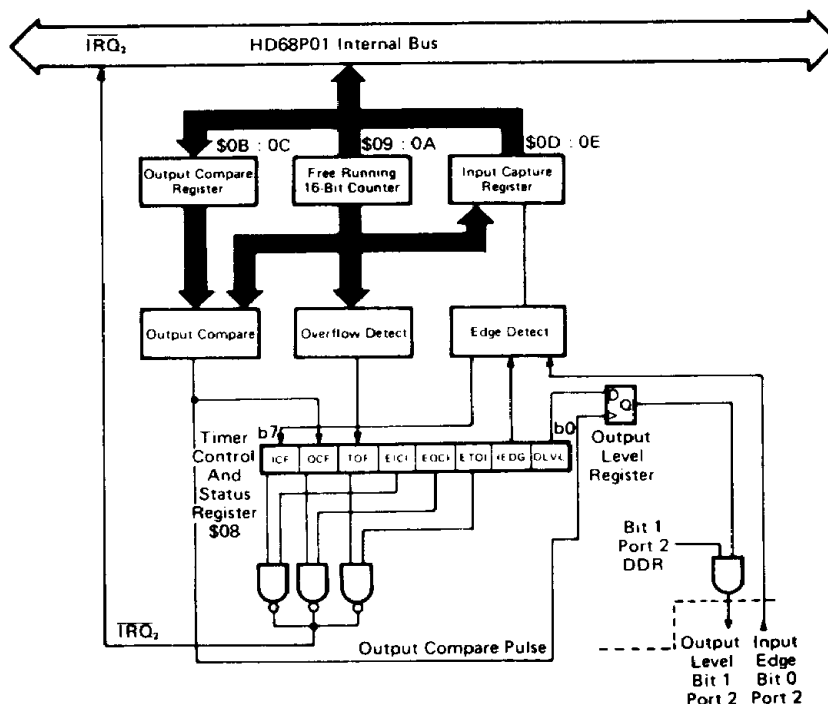 IRQ₂
HD68P01 Internal Bus
$0B : 0C
$09 : 0A
$0D : 0E
Output Compare
Register
Free Running
16-Bit Counter
Input Capture
Register
Output Compare
Overflow Detect
Edge Detect
b7
b0
D
Q
Timer
Control
And
Status
Register
$08
ICF
OCF
TOF
EICI
EOCI
ETOI
IEDG
OLVL
Output
Level
Register
Bit 1
Port 2
DDR
IRQ₂
Output Compare Pulse
Output
Level
Bit 1
Port 2
Input
Edge
Bit 0
Port 2